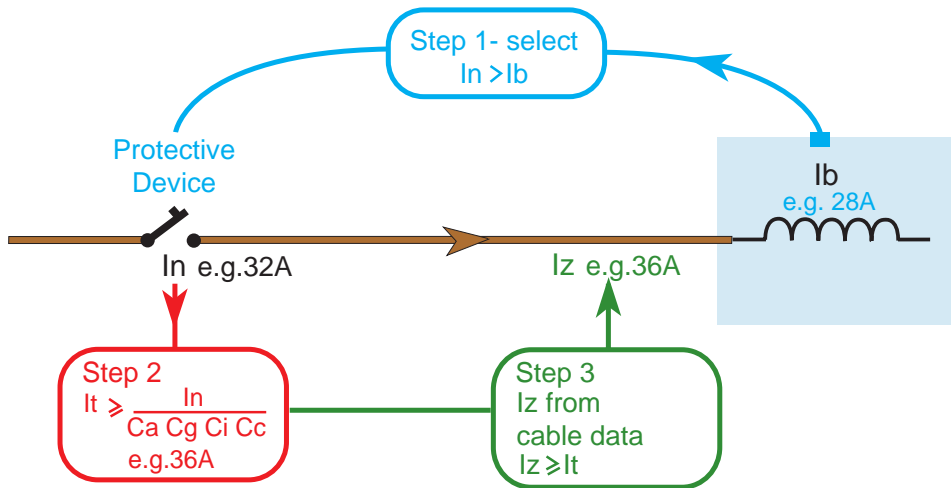 Step 1- select
In >Ib
Protective
Device
Ib
e.g. 28A
In e.g.32A
Iz e.g.36A
Step 2
It ⩾ In
Ca Cg Ci Cc
e.g.36A
Step 3
Iz from
cable data
Iz ⩾It